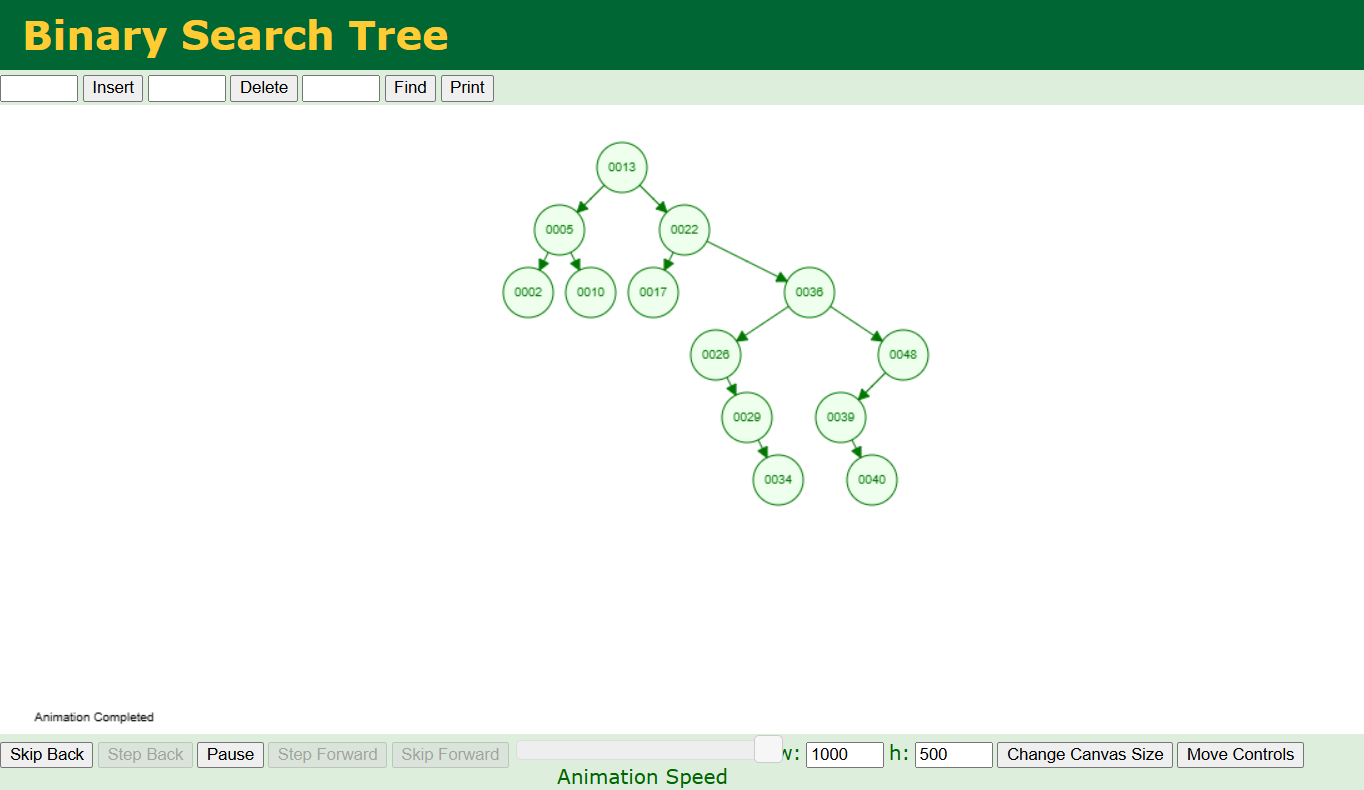 Binary Search Tree
Insert Delete Find Print
0013
0005 0022
0002 0010 0017 0036
0026 0048
0029 0039
0034 0040
Animation Completed
Skip Back Step Back Pause Step Forward Skip Forward w: 1000 h: 500 Change Canvas Size Move Controls
Animation Speed